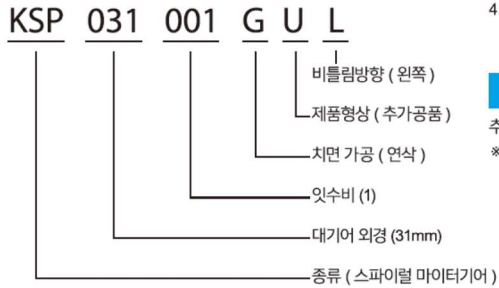 KSP 031 001 G U L
비틀림방향 ( 왼쪽 )
제품형상 ( 추가공품 )
치면 가공 ( 연삭 )
잇수비 (1)
대기어 외경 (31mm)
종류 ( 스파이럴 마이터기어 )
4
※